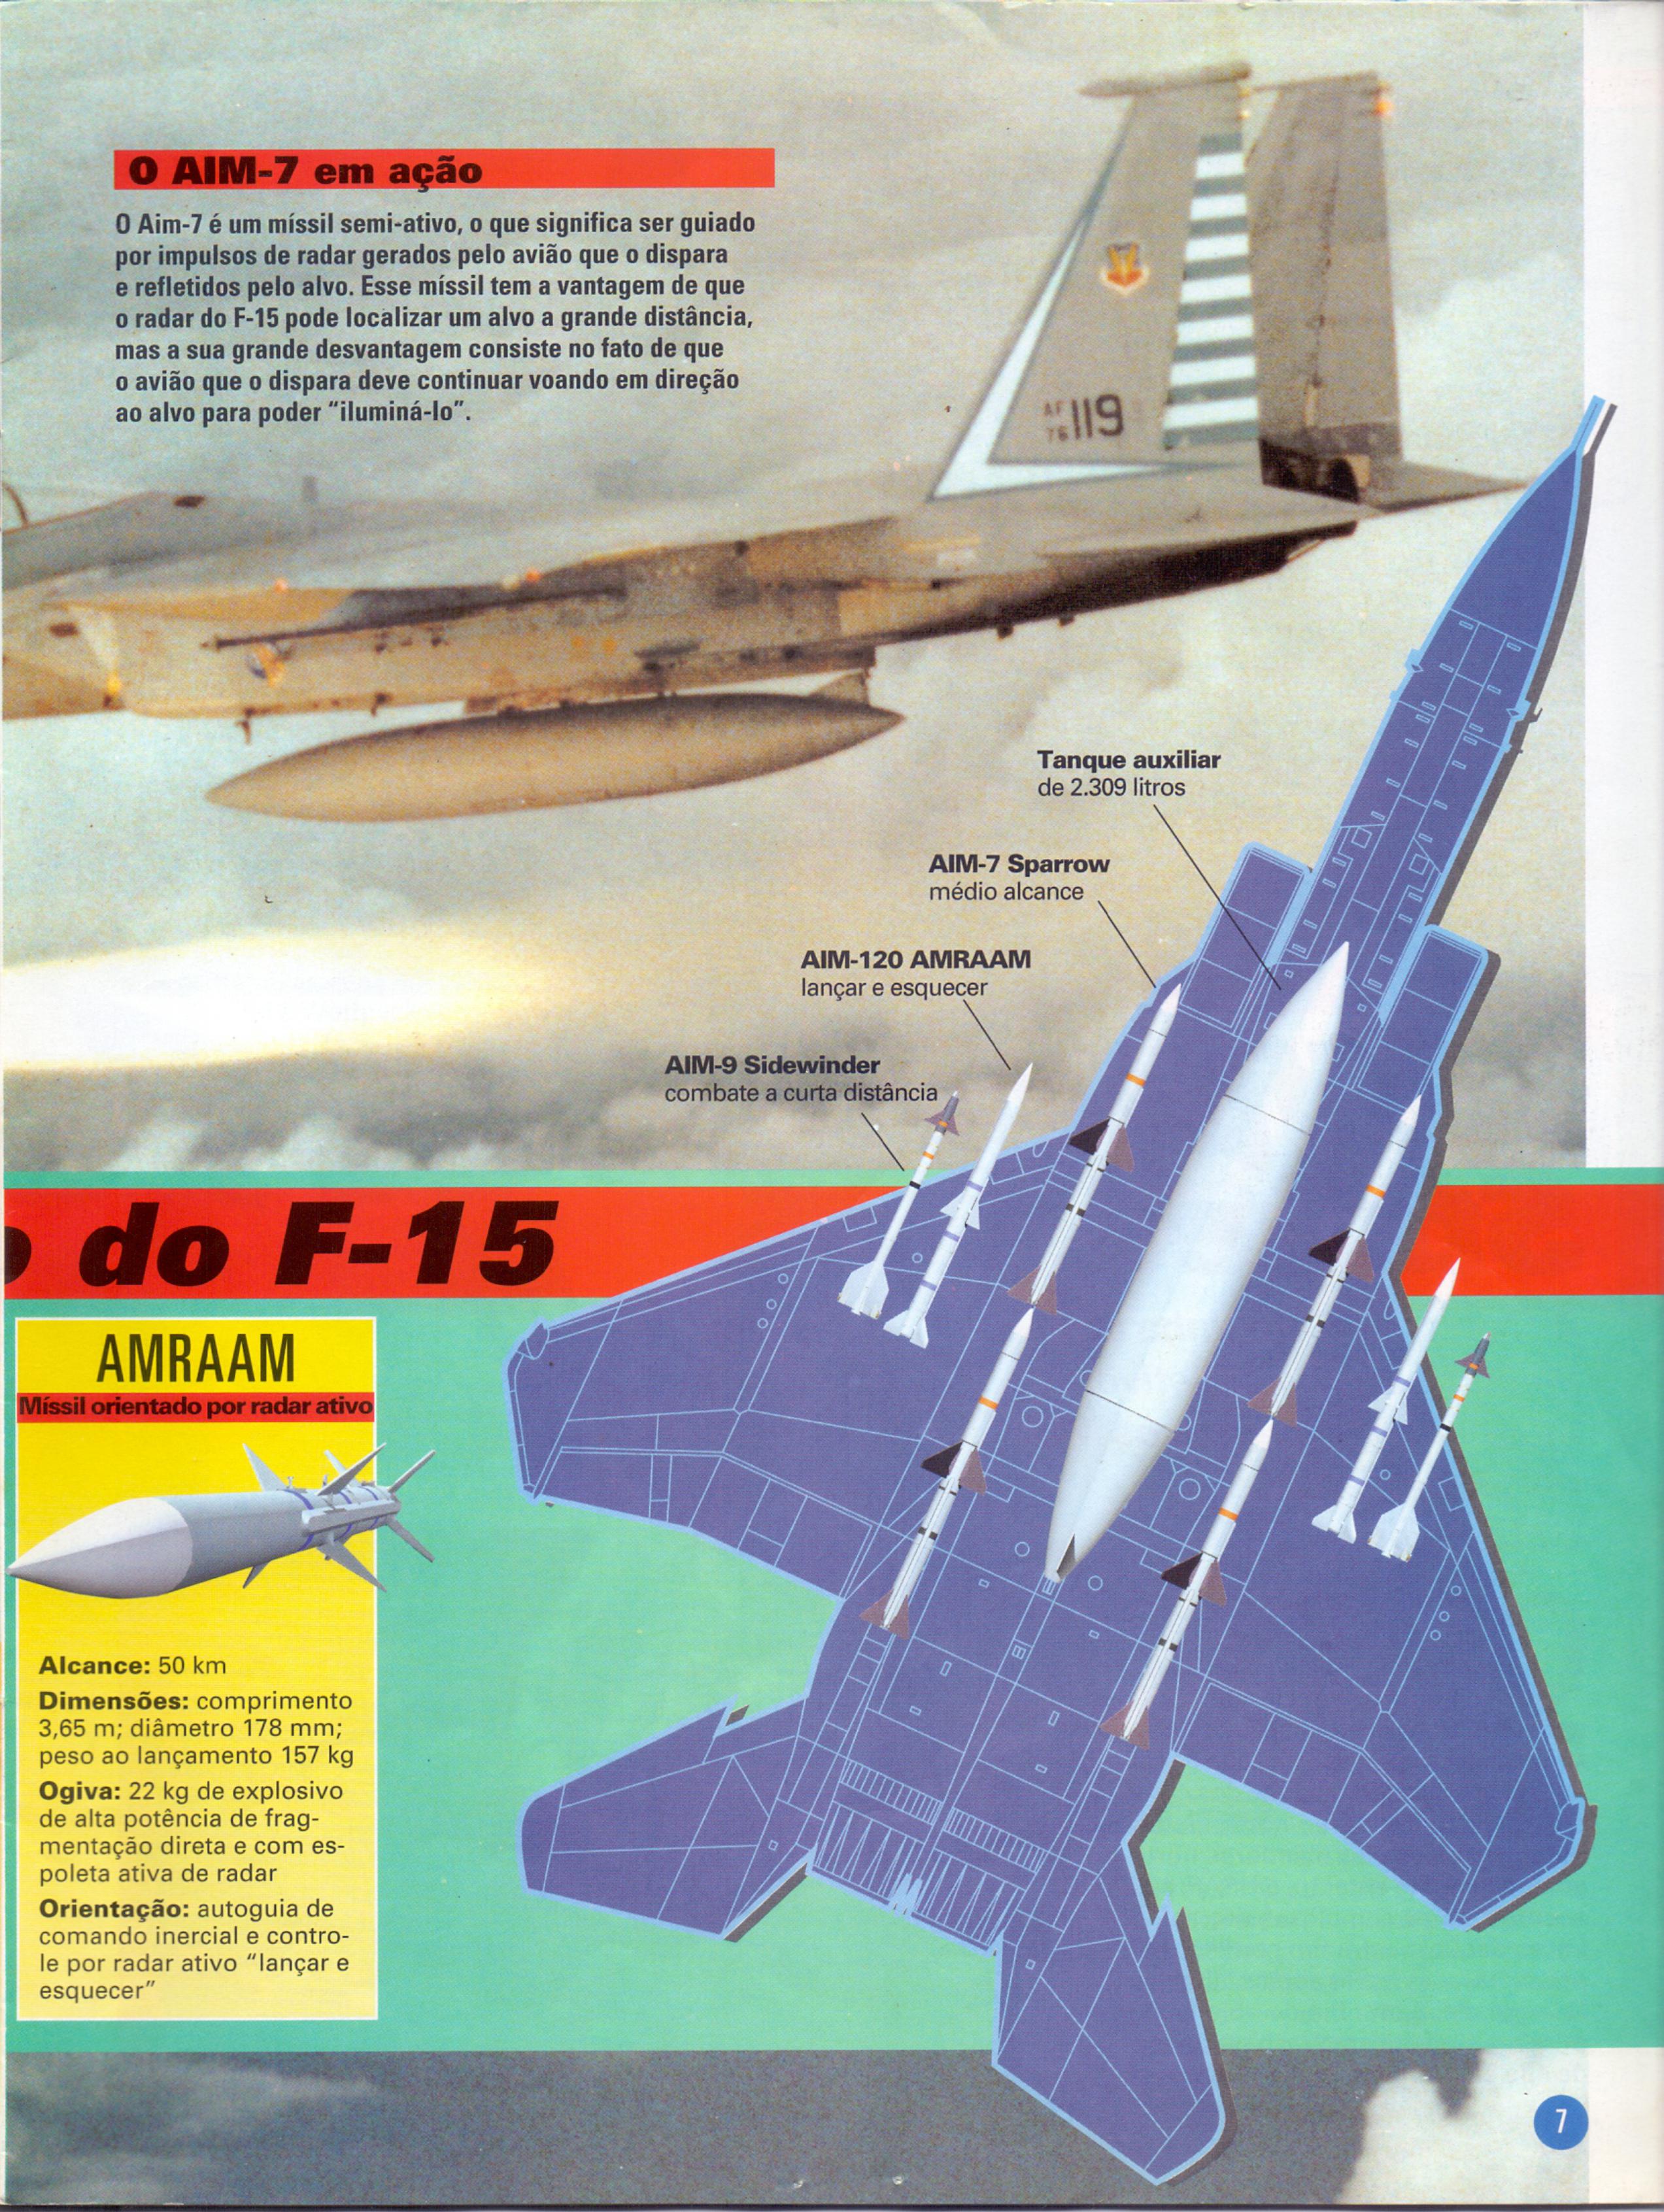 O AIM-7 em ação
O Aim-7 é um míssil semi-ativo, o que significa ser guiado
por impulsos de radar gerados pelo avião que o dispara
e refletidos pelo alvo. Esse míssil tem a vantagem de que
o radar do F-15 pode localizar um alvo a grande distância,
mas a sua grande desvantagem consiste no fato de que
o avião que o dispara deve continuar voando em direção
ao alvo para poder “iluminá-lo”.
AF
76 119
Tanque auxiliar
de 2.309 litros
AIM-7 Sparrow
médio alcance
AIM-120 AMRAAM
lançar e esquecer
AIM-9 Sidewinder
combate a curta distância
o do F-15
AMRAAM
Míssil orientado por radar ativo
Alcance: 50 km
Dimensões: comprimento
3,65 m; diâmetro 178 mm;
peso ao lançamento 157 kg
Ogiva: 22 kg de explosivo
de alta potência de frag-
mentação direta e com es-
poleta ativa de radar
Orientação: autoguia de
comando inercial e contro-
le por radar ativo “lançar e
esquecer”
7